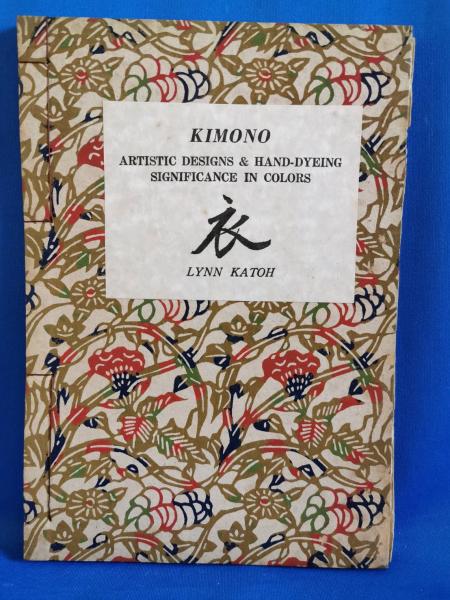 KIMONO
ARTISTIC DESIGNS & HAND-DYEING
SIGNIFICANCE IN COLORS
衣
LYNN KATOH